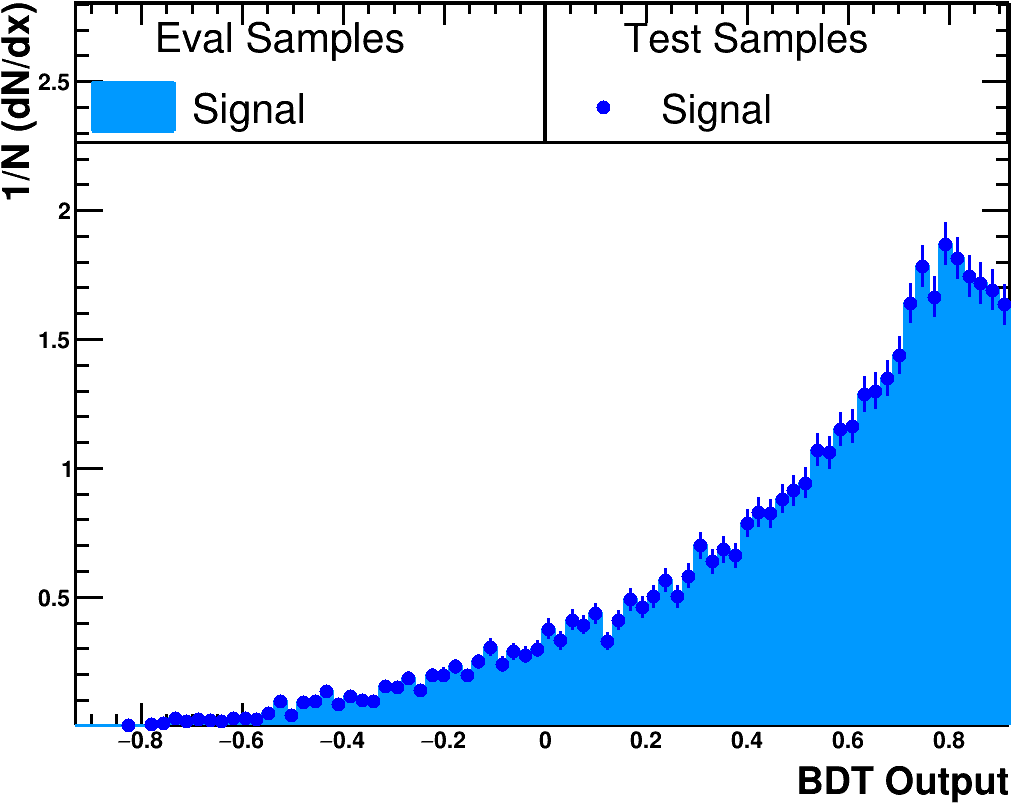 1/N (dN/dx)
Eval Samples
Test Samples
Signal
Signal
2.5
2
1.5
1
0.5
−0.8 −0.6 −0.4 −0.2 0 0.2 0.4 0.6 0.8
BDT Output